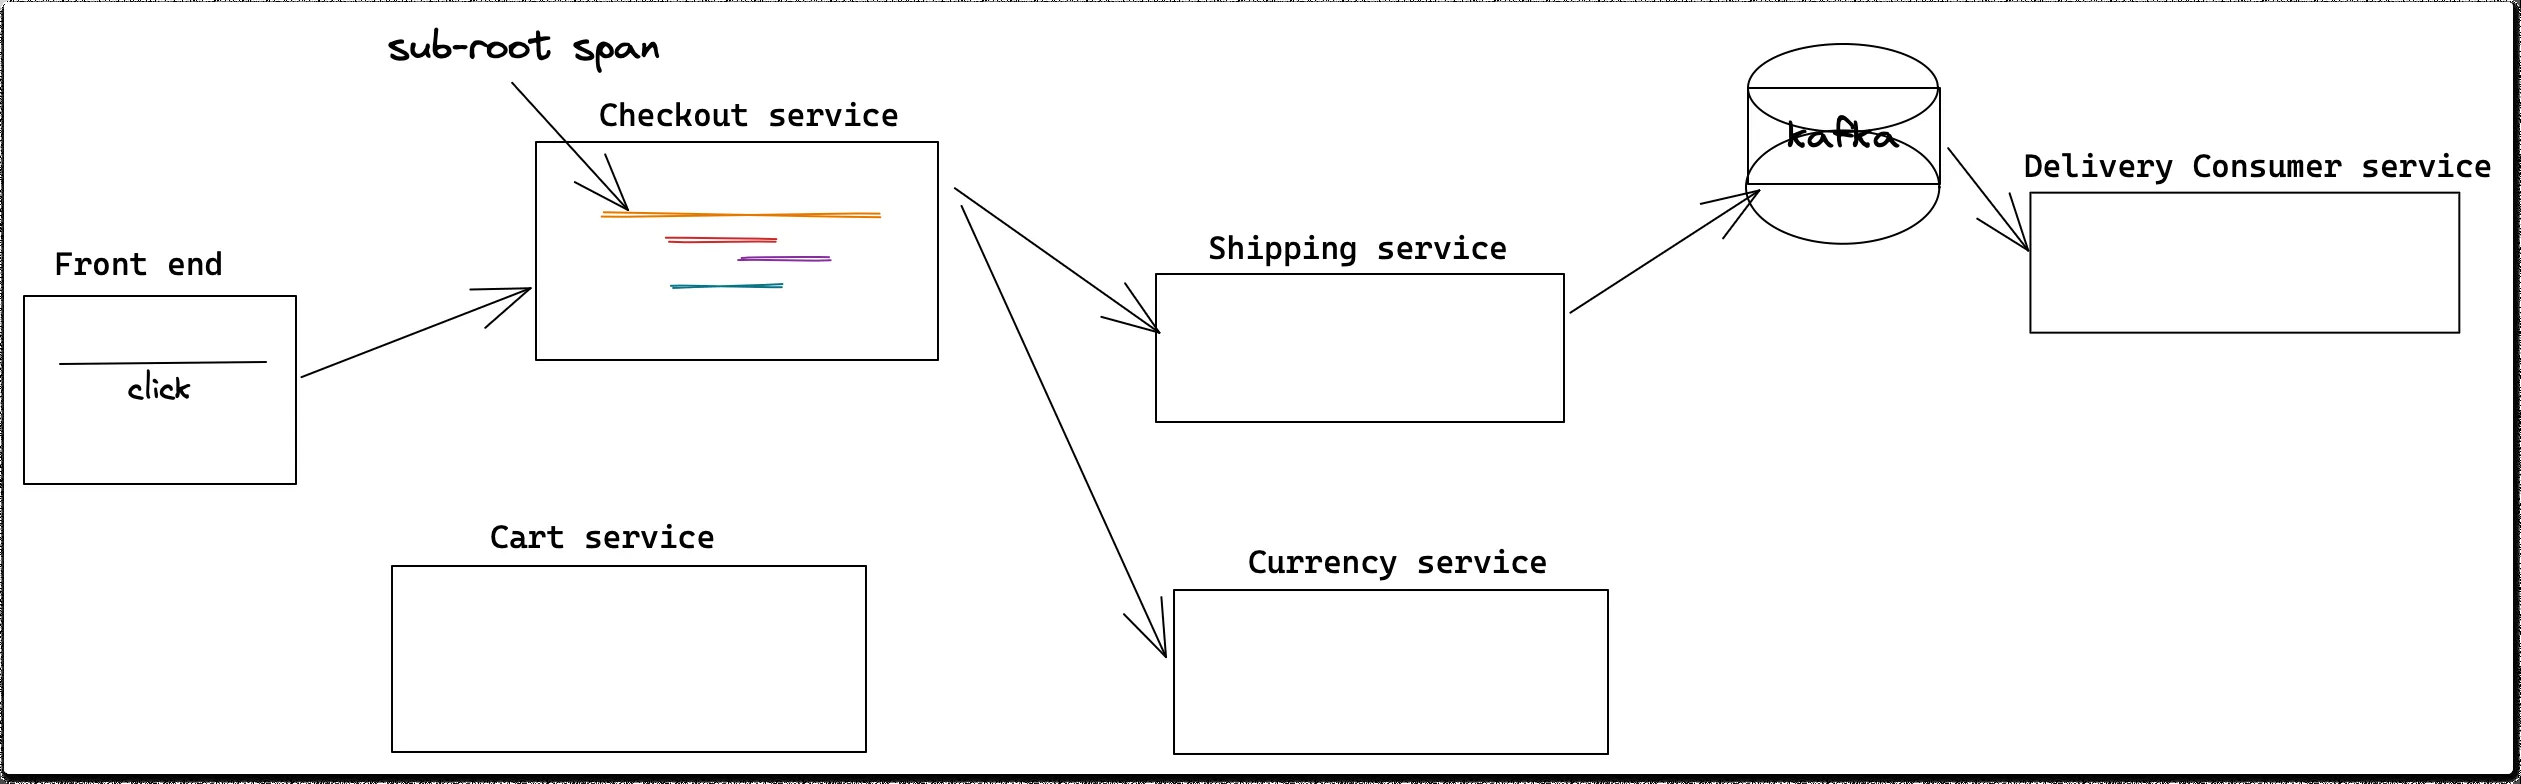 sub-root span
Checkout service
kafka
Delivery Consumer service
Shipping service
Front end
click
Cart service
Currency service